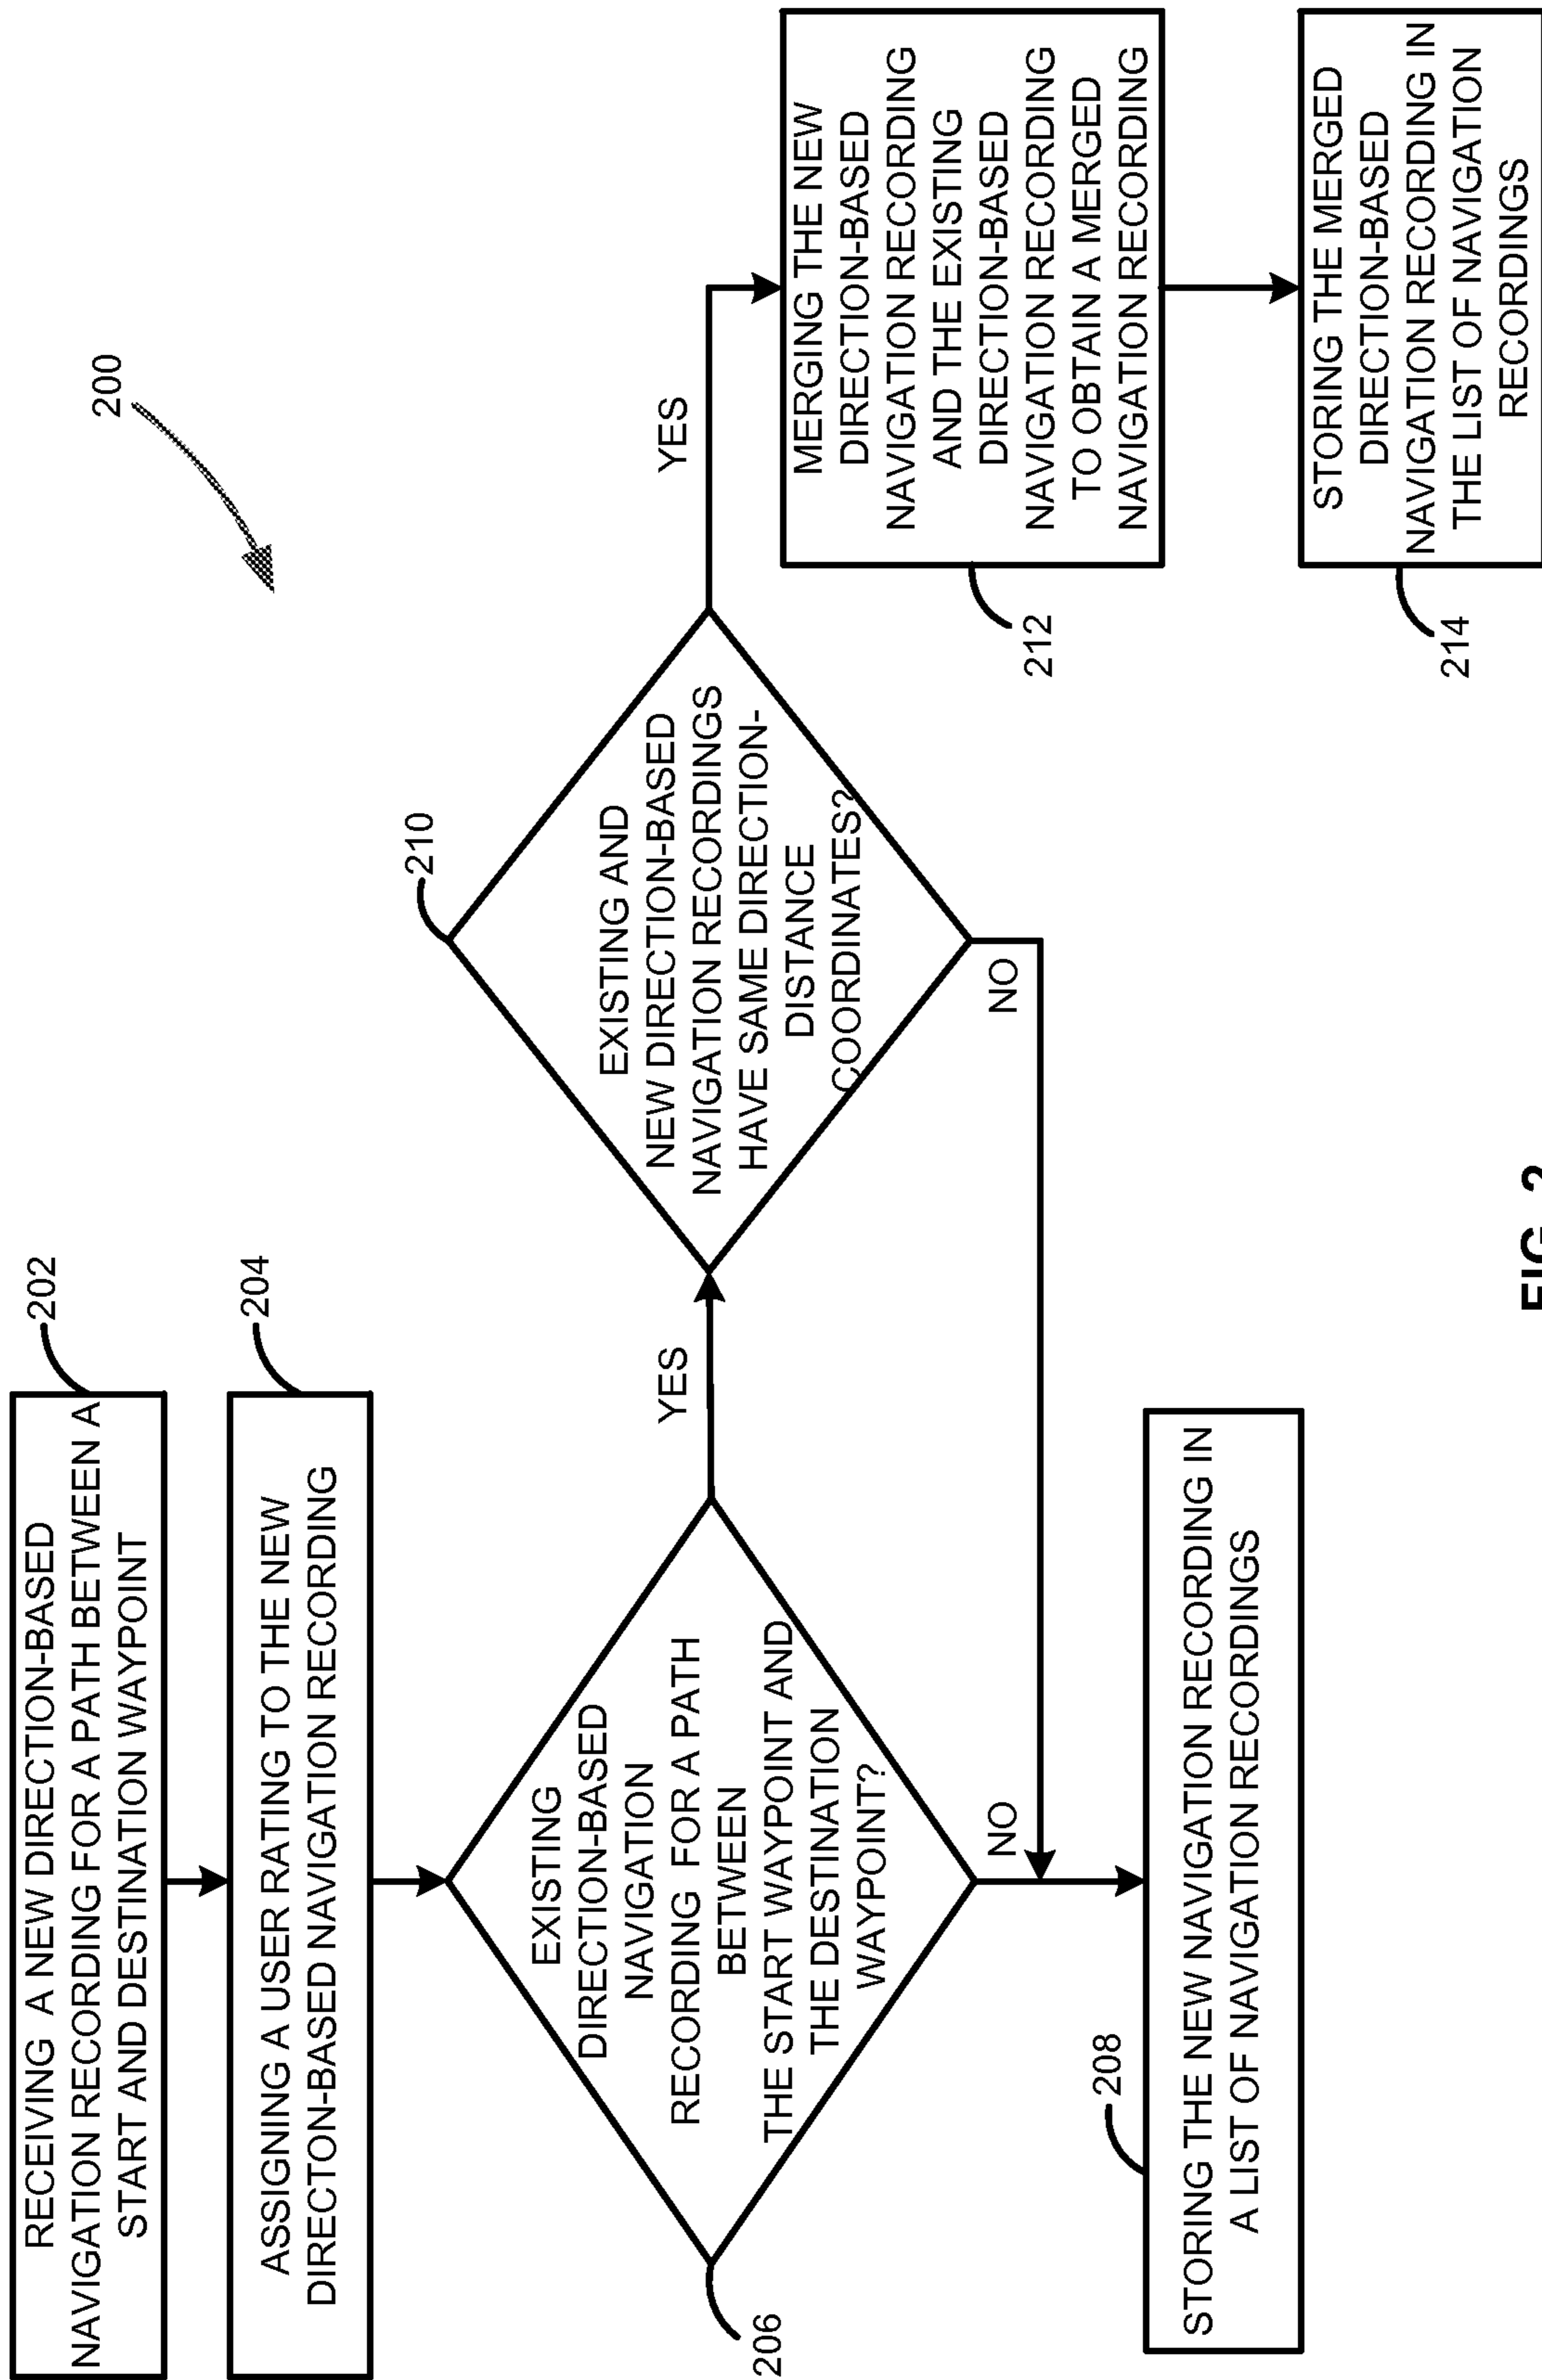 200
202
RECEIVING A NEW DIRECTION-BASED
NAVIGATION RECORDING FOR A PATH BETWEEN A
START AND DESTINATION WAYPOINT
204
ASSIGNING A USER RATING TO THE NEW
DIRECTON-BASED NAVIGATION RECORDING
206
EXISTING
DIRECTION-BASED
NAVIGATION
RECORDING FOR A PATH
BETWEEN
THE START WAYPOINT AND
THE DESTINATION
WAYPOINT?
YES
NO
208
STORING THE NEW NAVIGATION RECORDING IN
A LIST OF NAVIGATION RECORDINGS
210
EXISTING AND
NEW DIRECTION-BASED
NAVIGATION RECORDINGS
HAVE SAME DIRECTION-
DISTANCE
COORDINATES?
YES
NO
212
MERGING THE NEW
DIRECTION-BASED
NAVIGATION RECORDING
AND THE EXISTING
DIRECTION-BASED
NAVIGATION RECORDING
TO OBTAIN A MERGED
NAVIGATION RECORDING
214
STORING THE MERGED
DIRECTION-BASED
NAVIGATION RECORDING IN
THE LIST OF NAVIGATION
RECORDINGS
FIG. 2